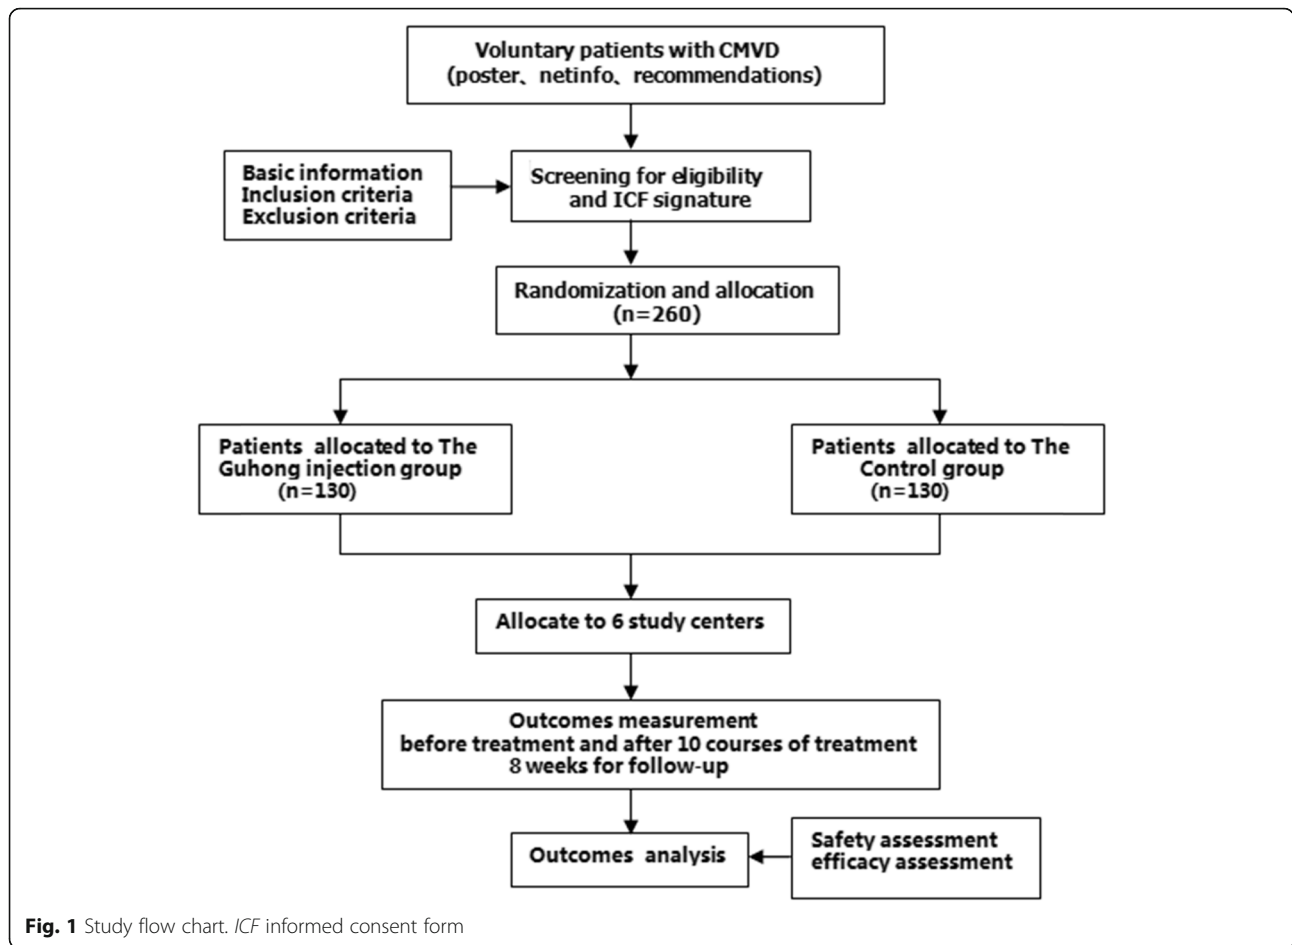 Voluntary patients with CMVD
(poster、netinfo、recommendations)
Basic information
Inclusion criteria
Exclusion criteria
Screening for eligibility
and ICF signature
Randomization and allocation
(n=260)
Patients allocated to The
Guhong injection group
(n=130)
Patients allocated to The
Control group
(n=130)
Allocate to 6 study centers
Outcomes measurement
before treatment and after 10 courses of treatment
8 weeks for follow-up
Outcomes analysis
Safety assessment
efficacy assessment
Fig. 1 Study flow chart. ICF informed consent form